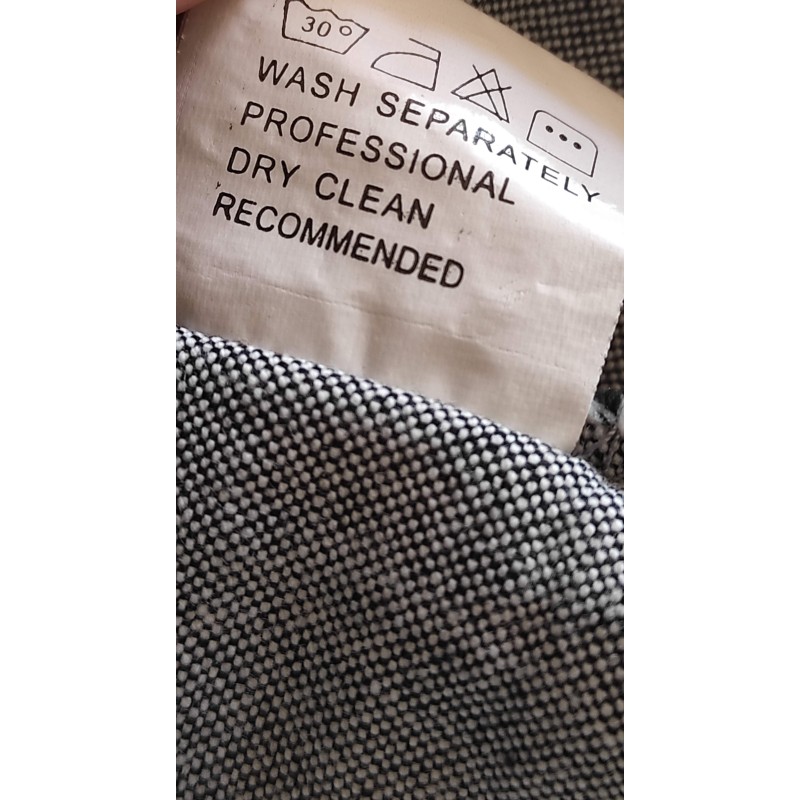 30°
WASH SEPARATELY
PROFESSIONAL
DRY CLEAN
RECOMMENDED